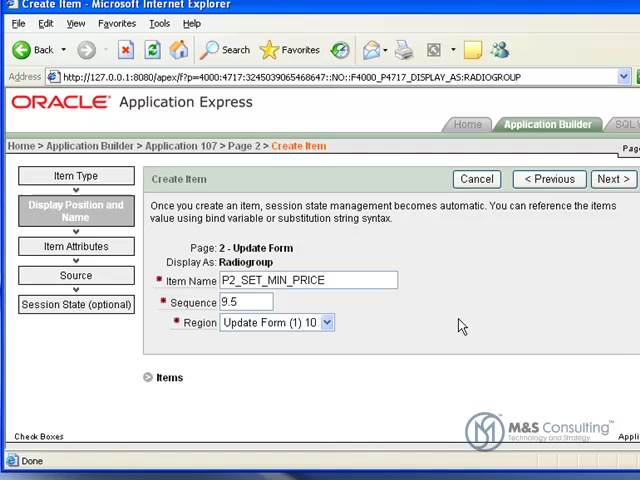 Create Item - Microsoft Internet Explorer
File Edit View Favorites Tools Help
Back Search Favorites
Address http://127.0.0.1:8080/apex/f?p=4000:4717:3245039065468647::NO::F4000_P4717_DISPLAY_AS:RADIOGROUP
ORACLE Application Express
Home Application Builder SQL
Home > Application Builder > Application 107 > Page 2 > Create Item Page
Item Type
Display Position and
Name
Item Attributes
Source
Session State (optional)
Create Item Cancel < Previous Next >
Once you create an item, session state management becomes automatic. You can reference the items
value using bind variable or substitution string syntax.
Page: 2 - Update Form
Display As: Radiogroup
* Item Name P2_SET_MIN_PRICE
* Sequence 9.5
* Region Update Form (1) 10
Items
M&S Consulting
Technology and Strategy
Check Boxes Appli
Done